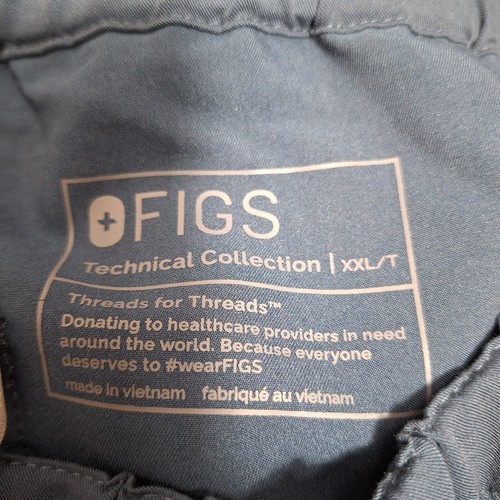 FIGS
Technical Collection | XXL/T
Threads for Threads™
Donating to healthcare providers in need
around the world. Because everyone
deserves to #wearFIGS
made in vietnam fabriqué au vietnam